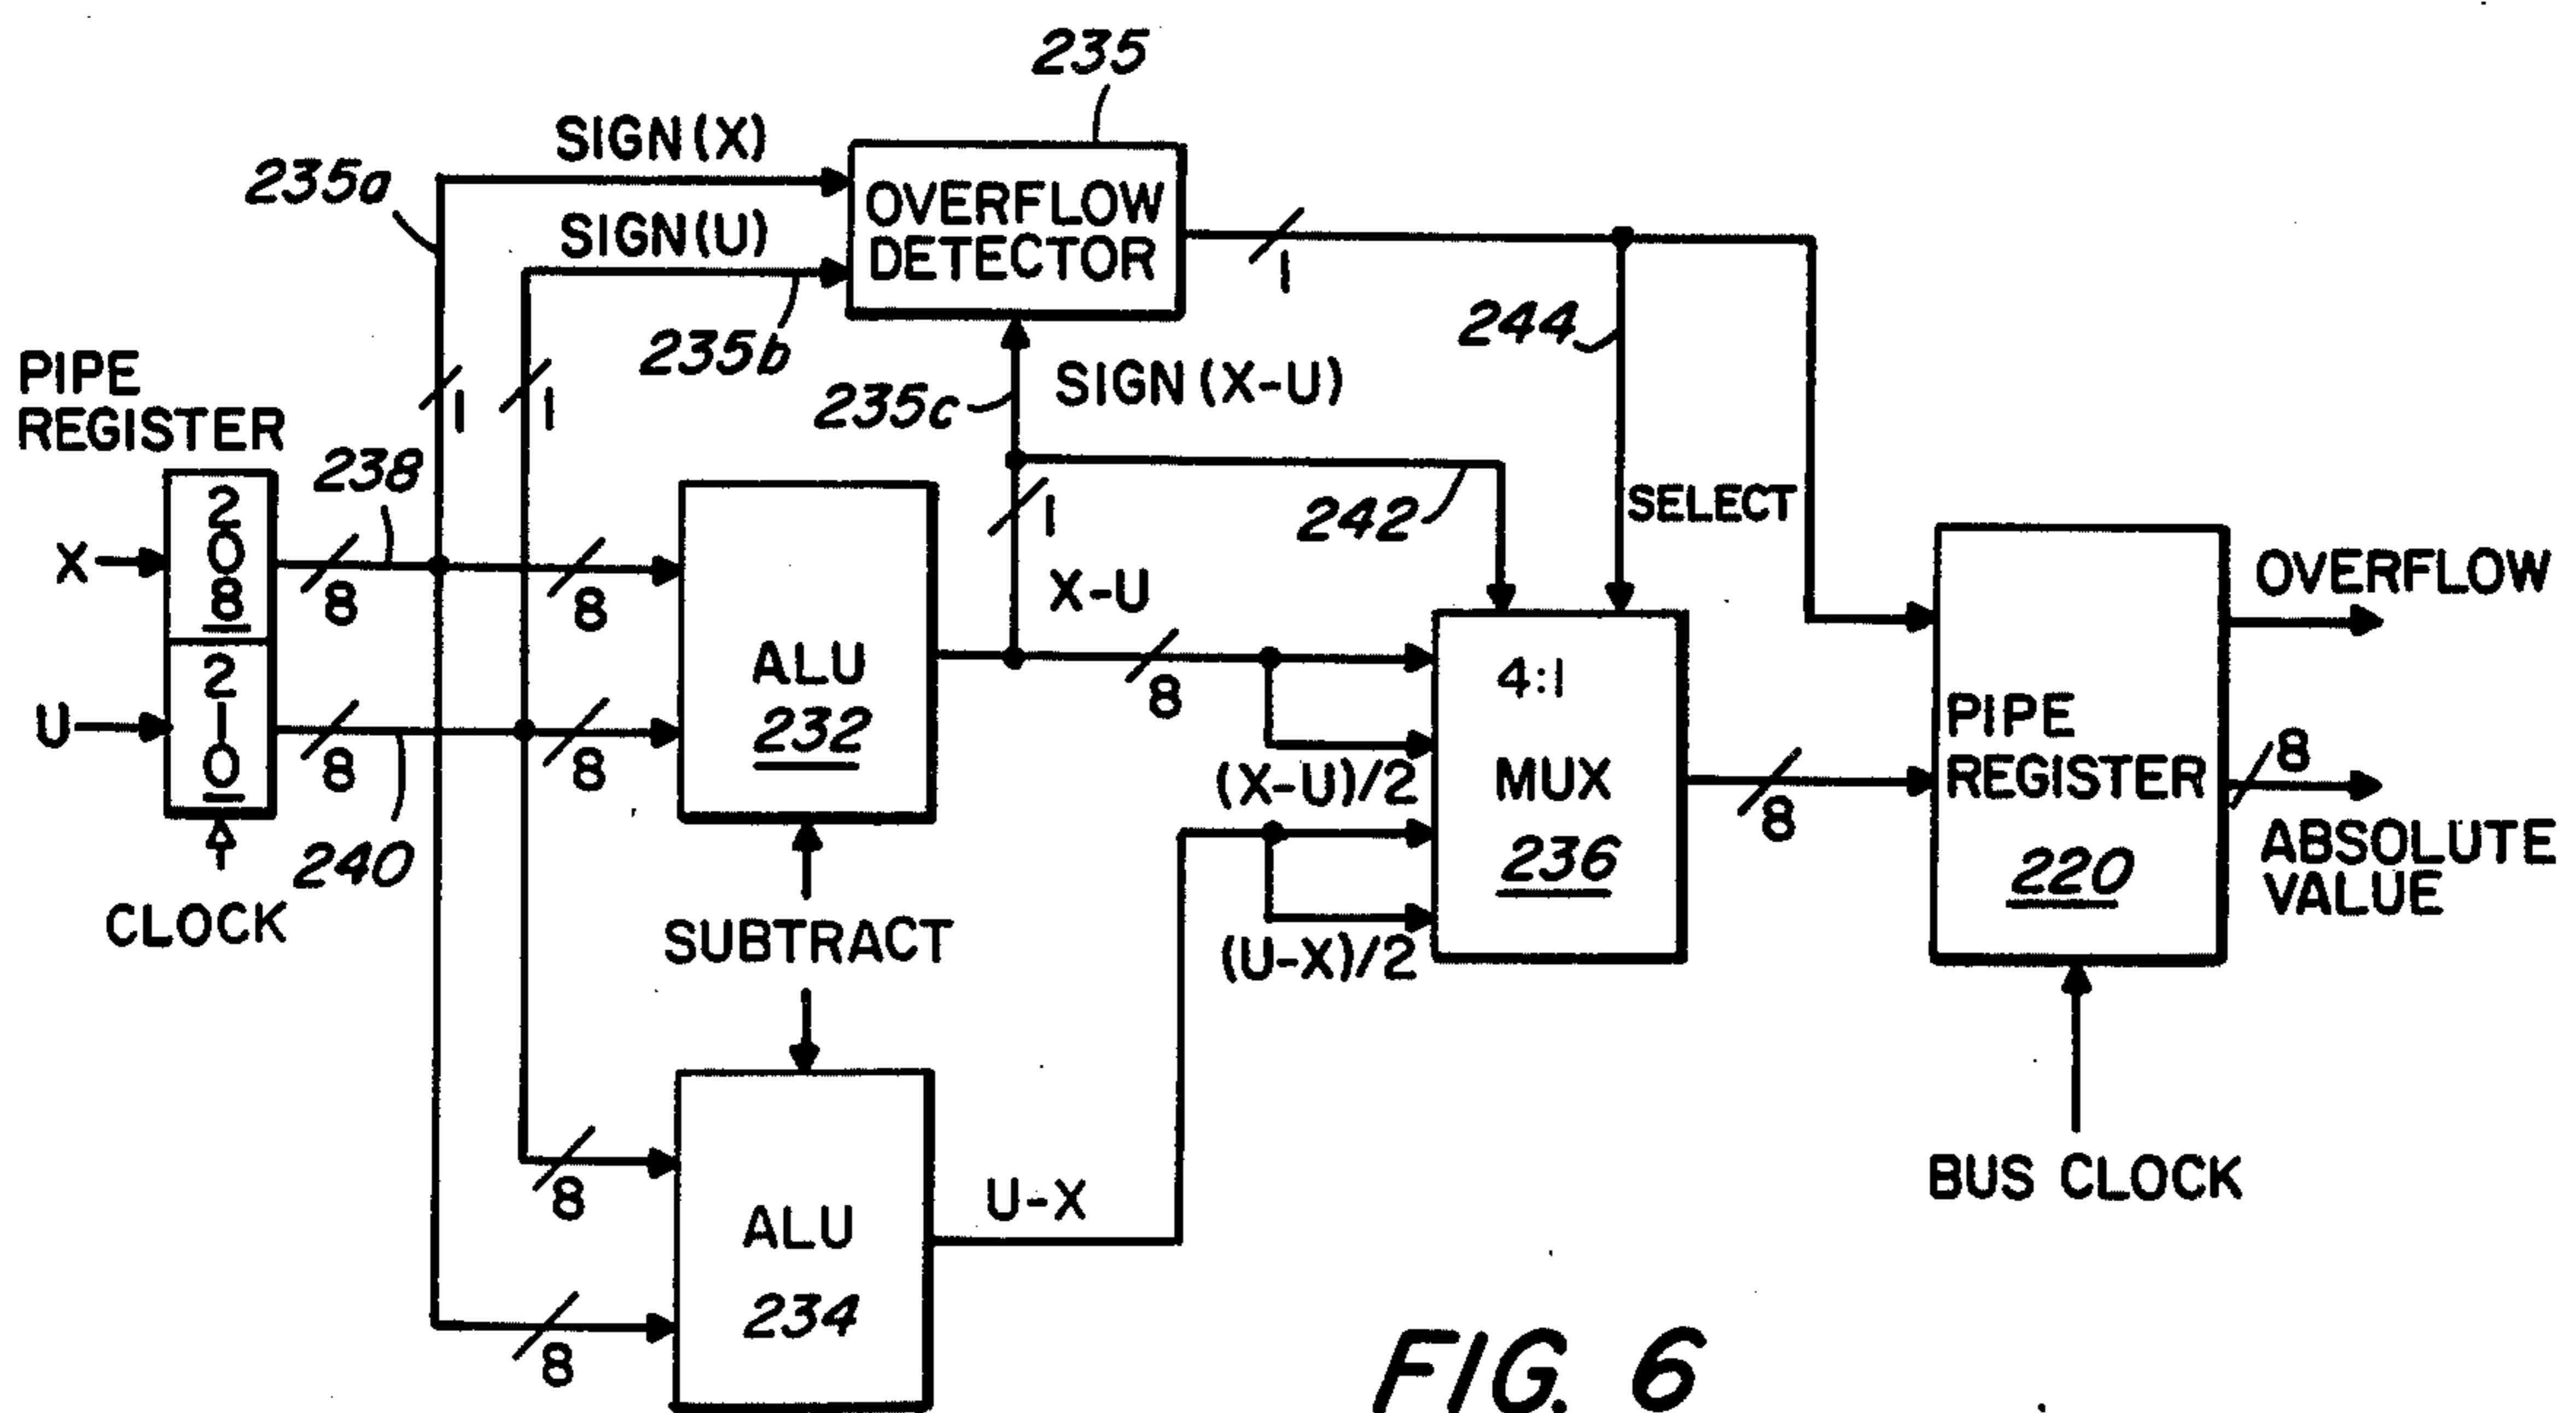 235
SIGN(X)
235a
SIGN(U)
OVERFLOW
DETECTOR
1
235b
244
PIPE
REGISTER
1
1
235c
SIGN(X-U)
238
242
SELECT
208
X
8
8
1
X-U
OVERFLOW
210
U
8
8
ALU
232
8
4:1
MUX
236
(X-U)/2
8
PIPE
REGISTER
220
8
ABSOLUTE
VALUE
240
CLOCK
SUBTRACT
(U-X)/2
8
8
ALU
234
U-X
BUS CLOCK
FIG. 6